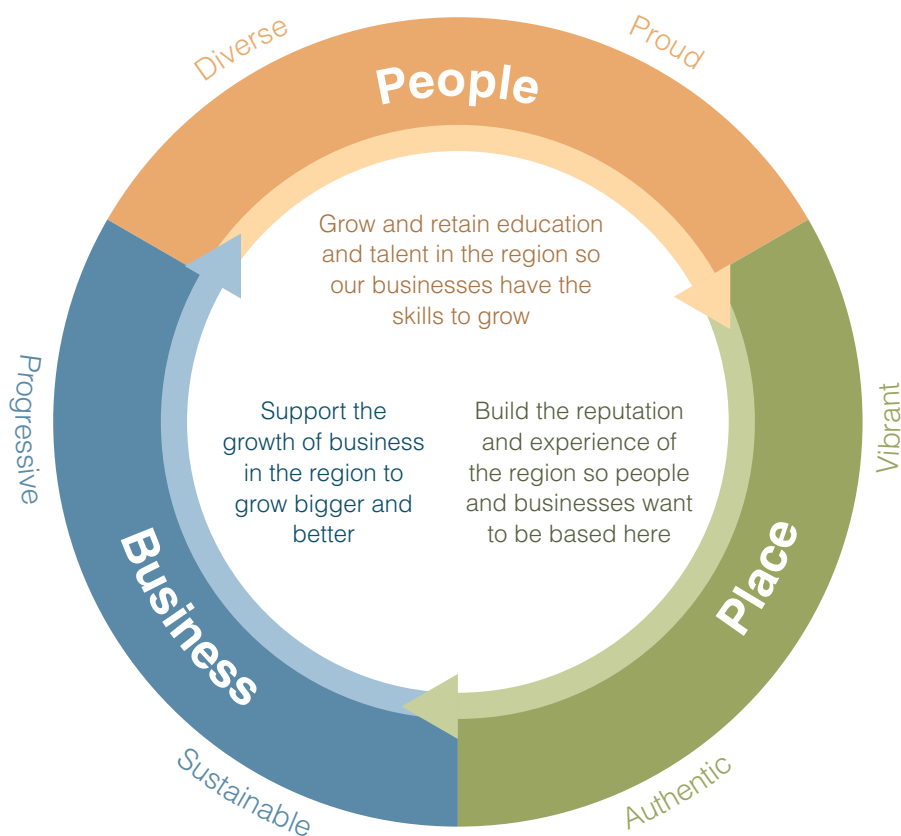 Diverse
Proud
People
Grow and retain education
and talent in the region so
our businesses have the
skills to grow
Progressive
Support the
growth of business
in the region to
grow bigger and
better
Build the reputation
and experience of
the region so people
and businesses want
to be based here
Vibrant
Business
Place
Sustainable
Authentic